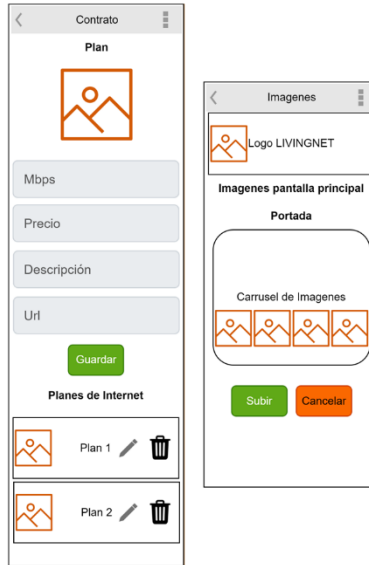 Contrato
Plan
Mbps
Precio
Descripción
Url
Guardar
Planes de Internet
Plan 1
Plan 2
Imagenes
Logo LIVINGNET
Imagenes pantalla principal
Portada
Carrusel de Imagenes
Subir
Cancelar